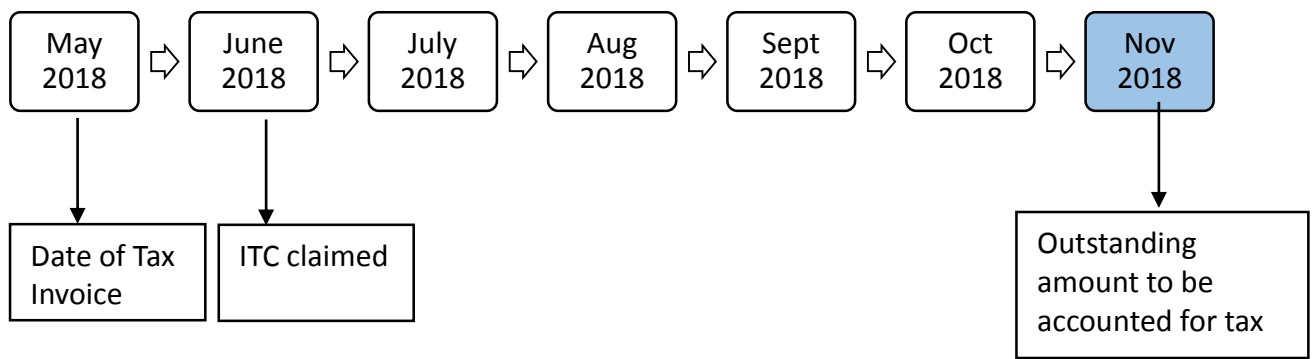 May
2018
June
2018
July
2018
Aug
2018
Sept
2018
Oct
2018
Nov
2018
Date of Tax
Invoice
ITC claimed
Outstanding
amount to be
accounted for tax